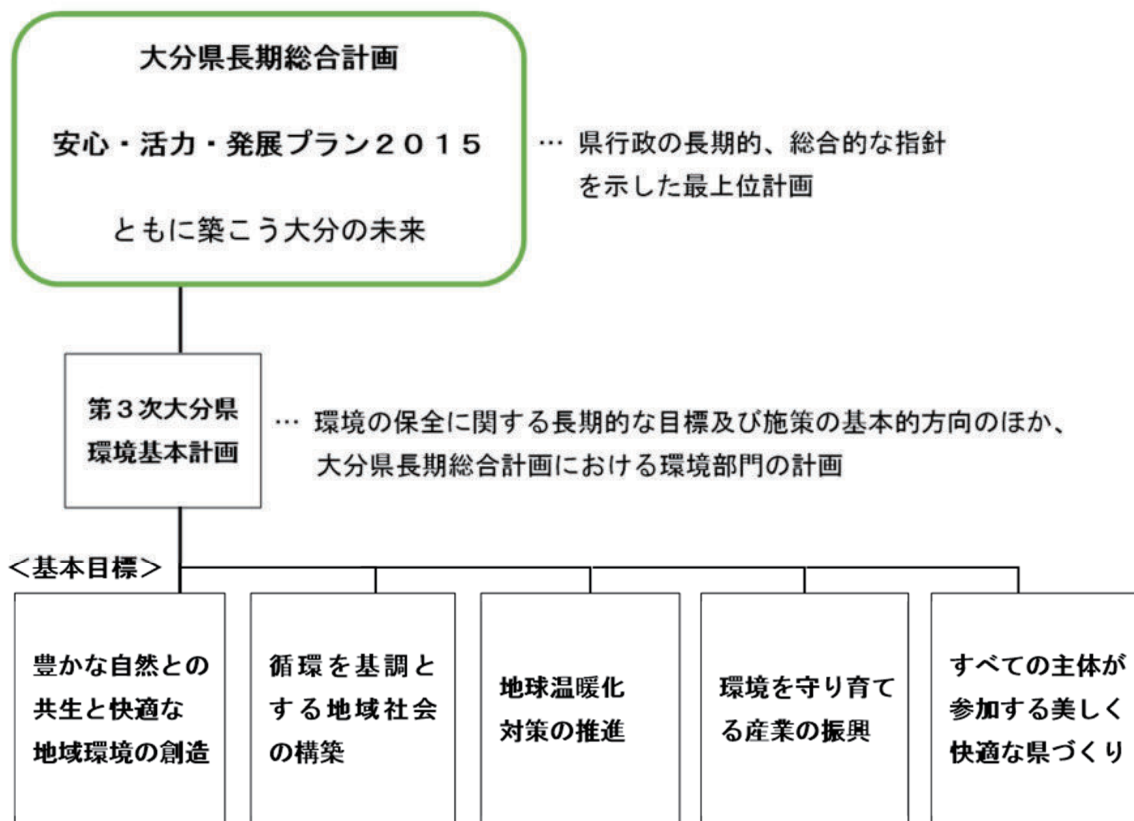 大分県長期総合計画
安心・活力・発展プラン２０１５
ともに築こう大分の未来
… 県行政の長期的、総合的な指針
を示した最上位計画
第３次大分県
環境基本計画
… 環境の保全に関する長期的な目標及び施策の基本的方向のほか、
大分県長期総合計画における環境部門の計画
＜基本目標＞
豊かな自然との
共生と快適な
地域環境の創造
循環を基調と
する地域社会
の構築
地球温暖化
対策の推進
環境を守り育て
る産業の振興
すべての主体が
参加する美しく
快適な県づくり